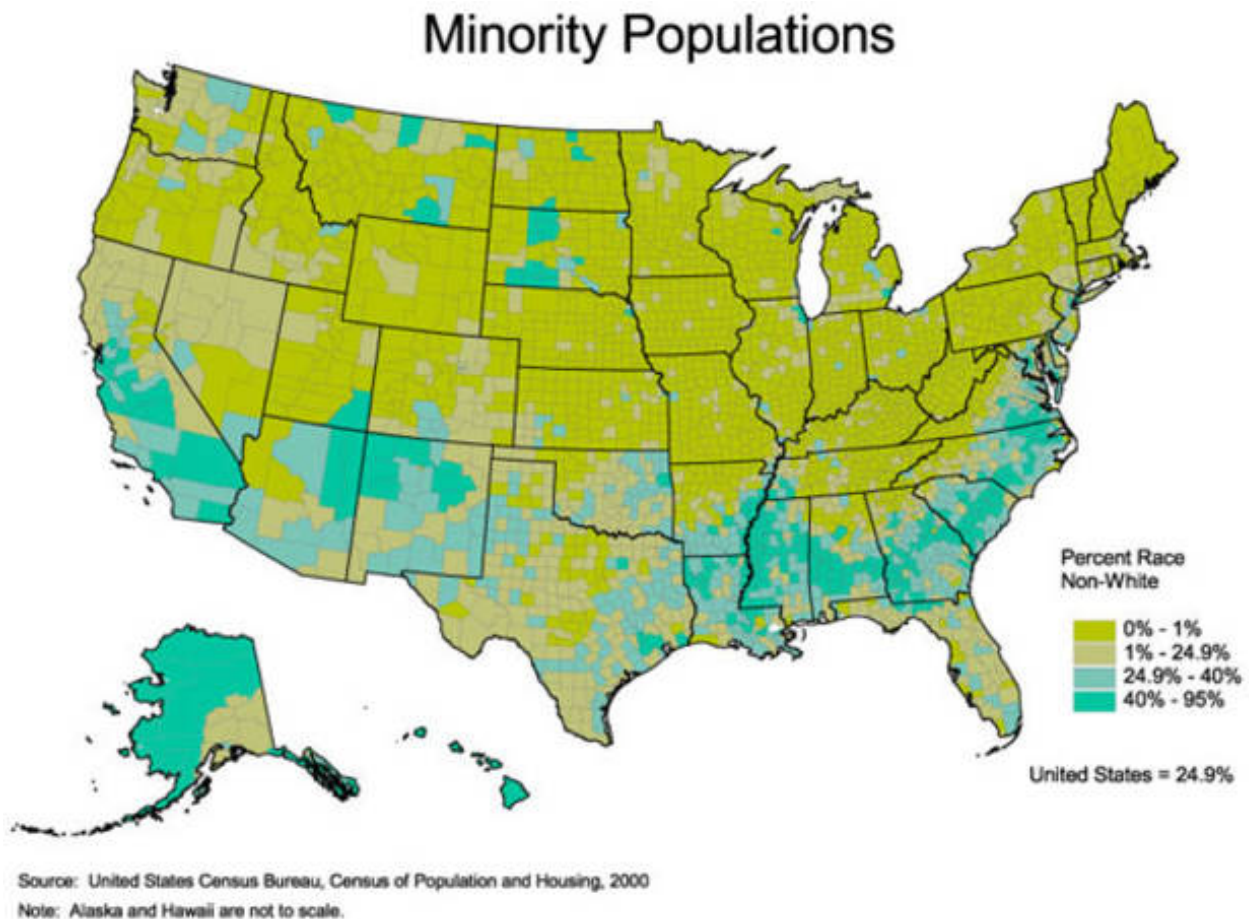 Minority Populations
Percent Race
Non-White
0% - 1%
1% - 24.9%
24.9% - 40%
40% - 95%
United States = 24.9%
Source: United States Census Bureau, Census of Population and Housing, 2000
Note: Alaska and Hawaii are not to scale.